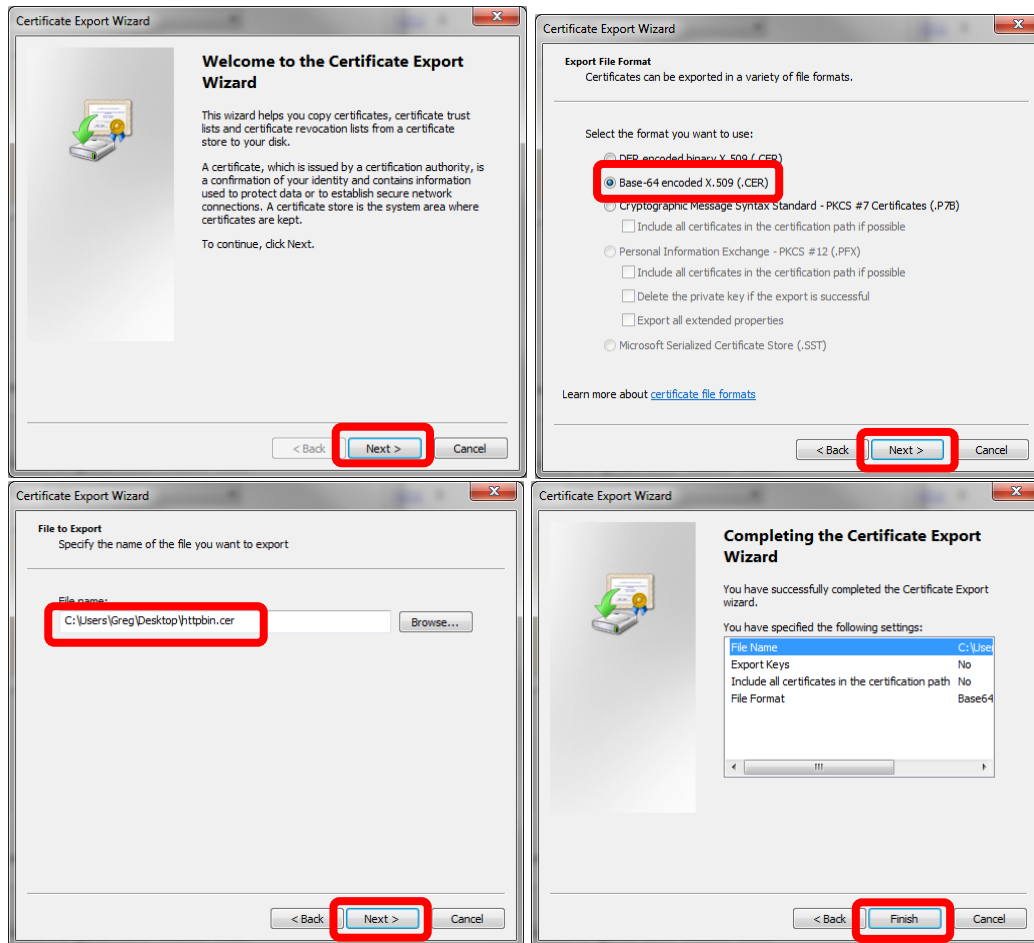 Certificate Export Wizard
Welcome to the Certificate Export
Wizard
This wizard helps you copy certificates, certificate trust
lists and certificate revocation lists from a certificate
store to your disk.
A certificate, which is issued by a certification authority, is
a confirmation of your identity and contains information
used to protect data or to establish secure network
connections. A certificate store is the system area where
certificates are kept.
To continue, click Next.
< Back
Next >
Cancel
Certificate Export Wizard
Export File Format
Certificates can be exported in a variety of file formats.
Select the format you want to use:
DER encoded binary X.509 (.CER)
Base-64 encoded X.509 (.CER)
Cryptographic Message Syntax Standard - PKCS #7 Certificates (.P7B)
Include all certificates in the certification path if possible
Personal Information Exchange - PKCS #12 (.PFX)
Include all certificates in the certification path if possible
Delete the private key if the export is successful
Export all extended properties
Microsoft Serialized Certificate Store (.SST)
Learn more about certificate file formats
< Back
Next >
Cancel
Certificate Export Wizard
File to Export
Specify the name of the file you want to export
File name:
C:\Users\Greg\Desktop\httpbin.cer
Browse...
< Back
Next >
Cancel
Certificate Export Wizard
Completing the Certificate Export
Wizard
You have successfully completed the Certificate Export
wizard.
You have specified the following settings:
File Name C:\User
Export Keys No
Include all certificates in the certification path No
File Format Base64
< Back
Finish
Cancel